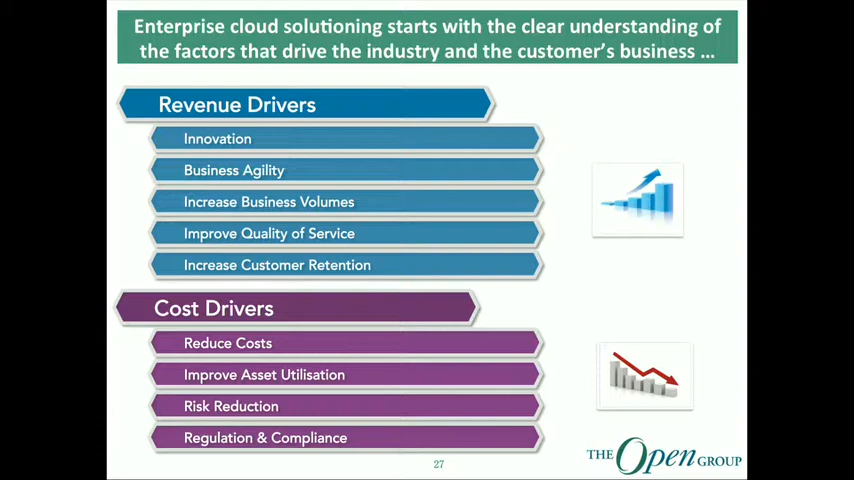 Enterprise cloud solutioning starts with the clear understanding of
the factors that drive the industry and the customer's business ...
Revenue Drivers
Innovation
Business Agility
Increase Business Volumes
Improve Quality of Service
Increase Customer Retention
Cost Drivers
Reduce Costs
Improve Asset Utilisation
Risk Reduction
Regulation & Compliance
27
THE Open GROUP